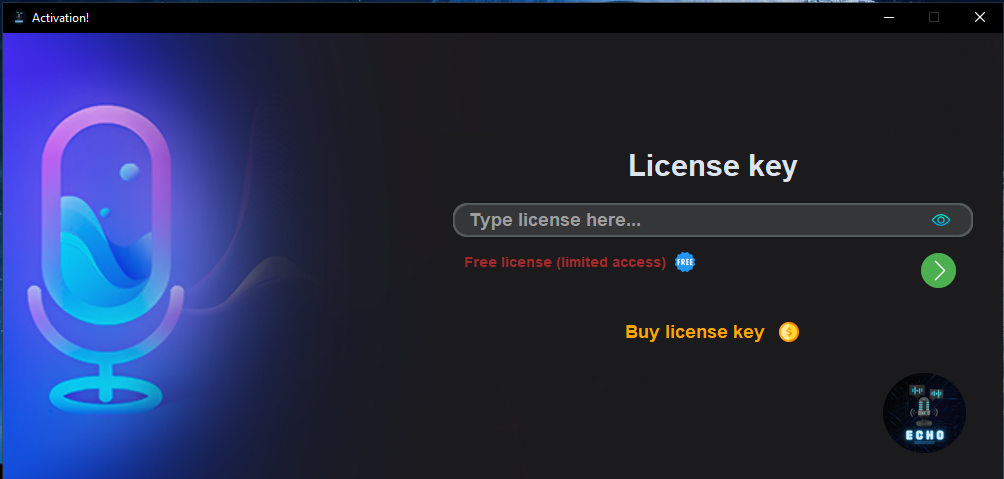 Activation!
License key
Type license here...
Free license (limited access) FREE
Buy license key
ECHO